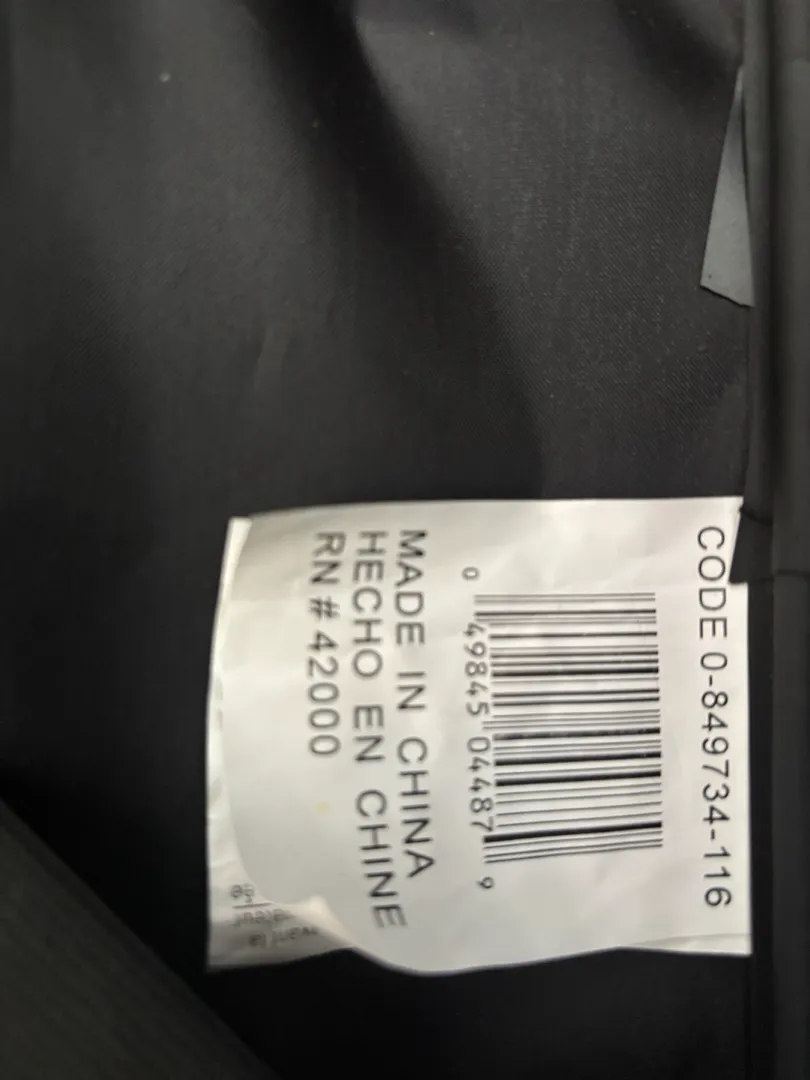 CODE 0-849734-116
0 49845 04487 9
MADE IN CHINA
HECHO EN CHINE
RN # 42000